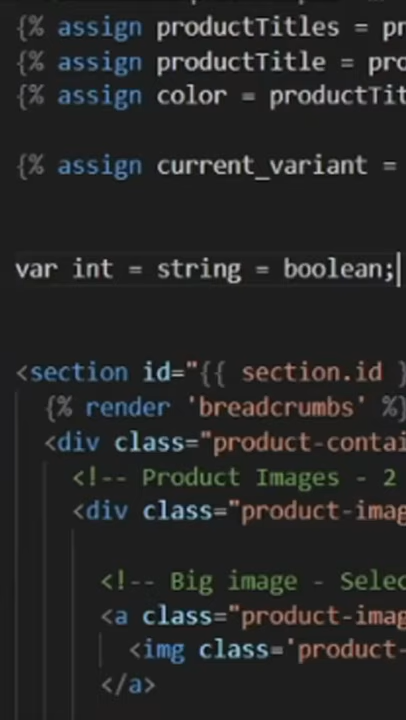 {% assign productTitles = pr
{% assign productTitle = pro
{% assign color = productTit
{% assign current_variant =
var int = string = boolean;
<section id="{{ section.id }
{% render 'breadcrumbs' %}
<div class="product-contai
<!-- Product Images - 2
<div class="product-imag
<!-- Big image - Selec
<a class="product-imag
<img class='product-
</a>